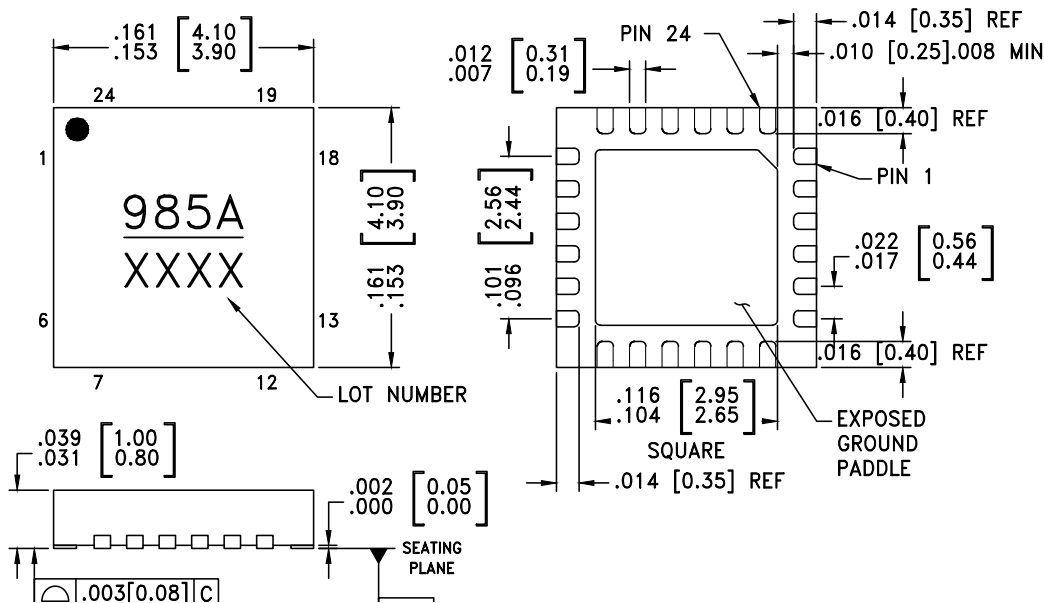 .161 [4.10]
.153 [3.90]
24 19
1 18
985A
XXXX
6 13
7 12
LOT NUMBER
.161 [4.10]
.153 [3.90]
.012 [0.31]
.007 [0.19]
PIN 24
.014 [0.35] REF
.010 [0.25].008 MIN
.016 [0.40] REF
PIN 1
.101 [2.56]
.096 [2.44]
.022 [0.56]
.017 [0.44]
.016 [0.40] REF
.116 [2.95]
.104 [2.65]
SQUARE
EXPOSED
GROUND
PADDLE
.014 [0.35] REF
.039 [1.00]
.031 [0.80]
.002 [0.05]
.000 [0.00]
SEATING
PLANE
.003[0.08] C